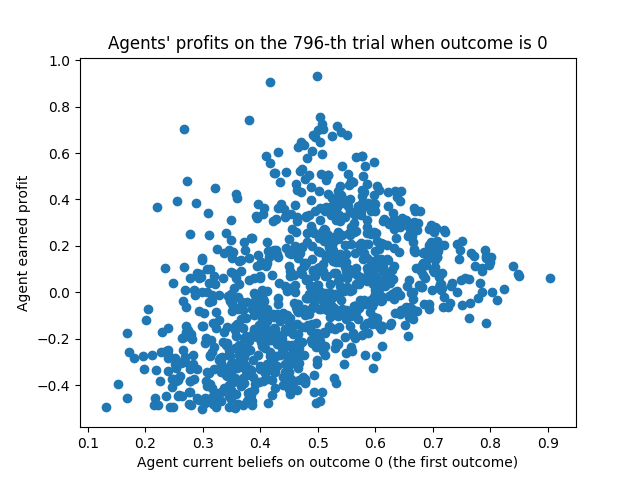 Agents' profits on the 796-th trial when outcome is 0
1.0
0.8
0.6
0.4
0.2
0.0
−0.2
−0.4
Agent earned profit
0.1 0.2 0.3 0.4 0.5 0.6 0.7 0.8 0.9
Agent current beliefs on outcome 0 (the first outcome)